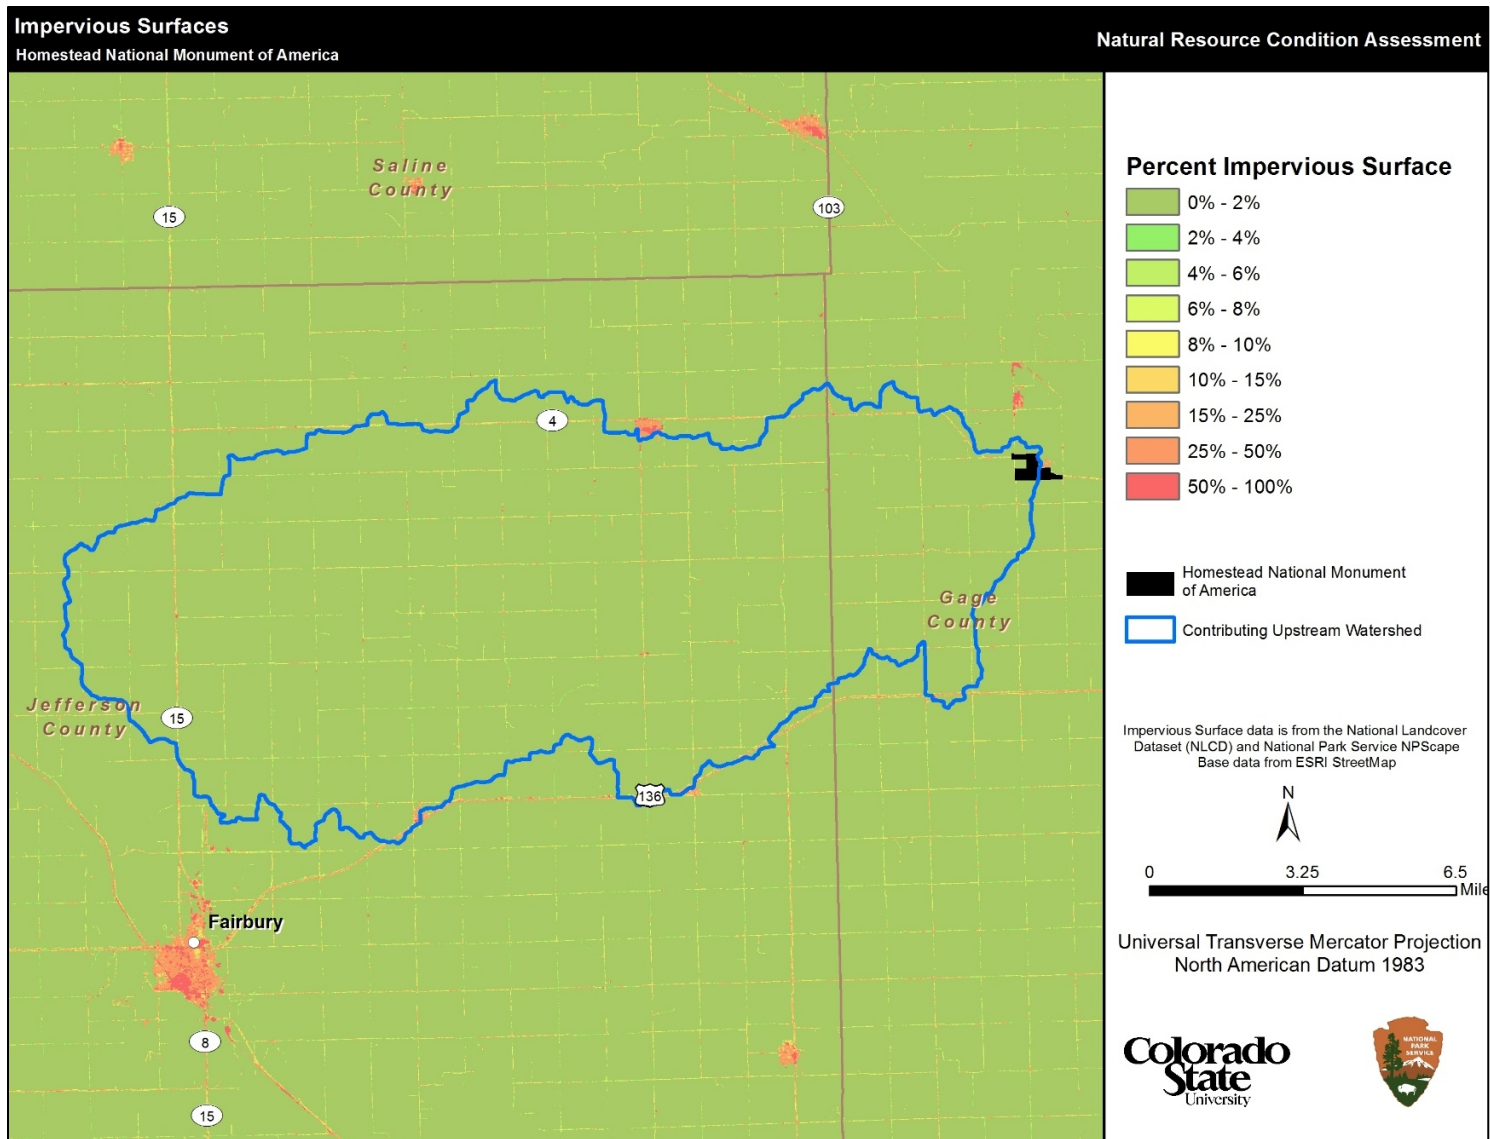 Impervious Surfaces
Homestead National Monument of America
Natural Resource Condition Assessment
Saline
County
15
103
4
Gage
County
Jefferson
County
15
136
Fairbury
8
15
Percent Impervious Surface
0% - 2%
2% - 4%
4% - 6%
6% - 8%
8% - 10%
10% - 15%
15% - 25%
25% - 50%
50% - 100%
Homestead National Monument
of America
Contributing Upstream Watershed
Impervious Surface data is from the National Landcover
Dataset (NLCD) and National Park Service NPScape
Base data from ESRI StreetMap
N
0 3.25 6.5
Mile
Universal Transverse Mercator Projection
North American Datum 1983
Colorado
State
University
NATIONAL
PARK
SERVICE